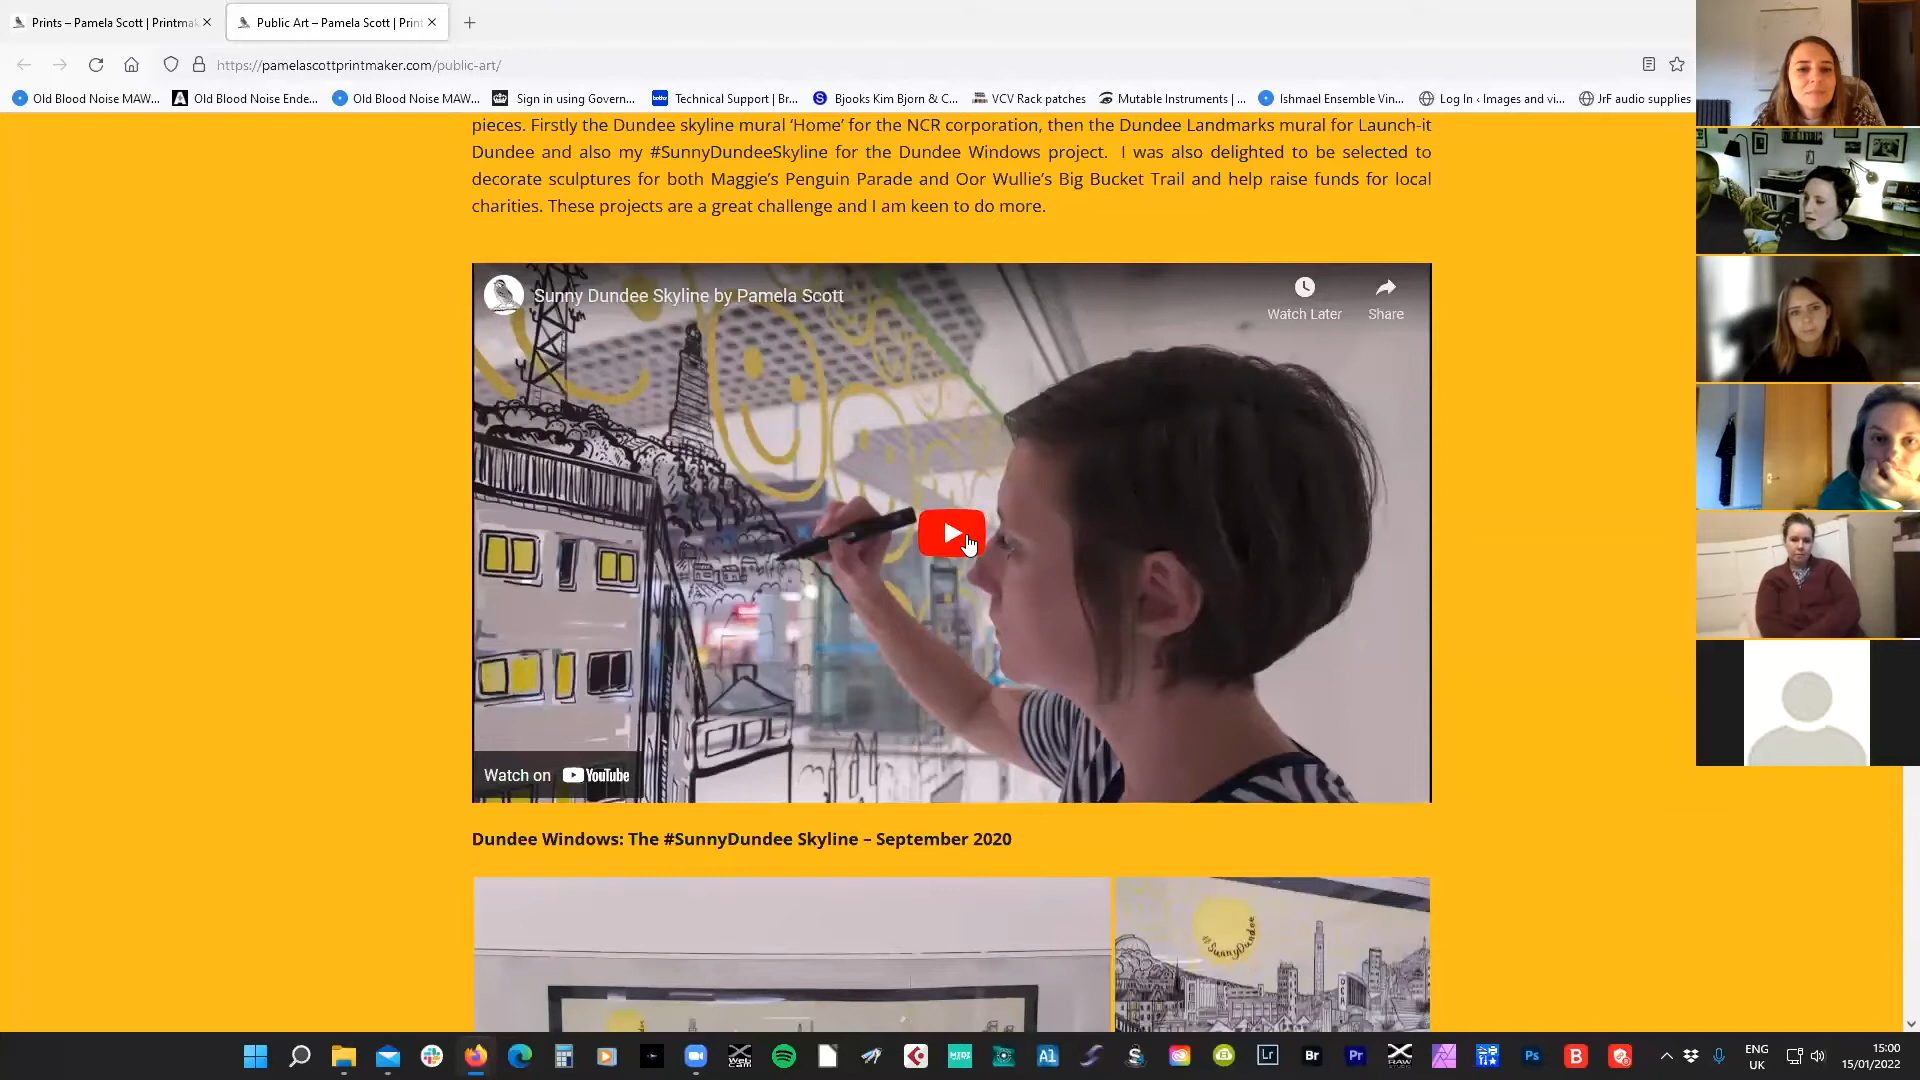 Prints – Pamela Scott | Printma
Public Art – Pamela Scott | Prin
https://pamelascottprintmaker.com/public-art/
Old Blood Noise MAW...
Old Blood Noise Ende...
Old Blood Noise MAW...
Sign in using Govern...
Technical Support | Br...
Bjooks Kim Bjorn & C...
VCV Rack patches
Mutable Instruments | ...
Ishmael Ensemble Vin...
Log In ‹ Images and vi...
JrF audio supplies
pieces. Firstly the Dundee skyline mural ‘Home’ for the NCR corporation, then the Dundee Landmarks mural for Launch-it
Dundee and also my #SunnyDundeeSkyline for the Dundee Windows project. I was also delighted to be selected to
decorate sculptures for both Maggie’s Penguin Parade and Oor Wullie’s Big Bucket Trail and help raise funds for local
charities. These projects are a great challenge and I am keen to do more.
Sunny Dundee Skyline by Pamela Scott
Watch Later
Share
Watch on YouTube
Dundee Windows: The #SunnyDundee Skyline – September 2020
#SunnyDundee
DCA
Lr
Br
Pr
Ps
ENG
UK
15:00
15/01/2022